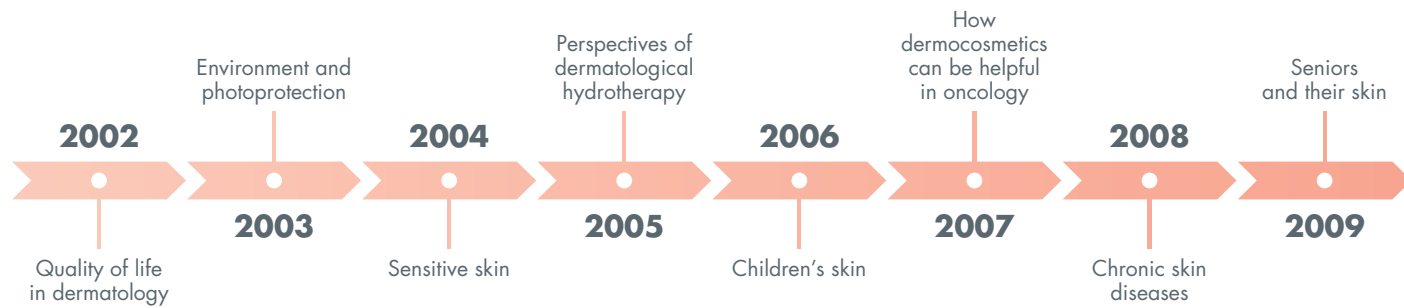 2002
Quality of life
in dermatology
Environment and
photoprotection
2003
2004
Sensitive skin
Perspectives of
dermatological
hydrotherapy
2005
2006
Children's skin
How
dermocosmetics
can be helpful
in oncology
2007
2008
Chronic skin
diseases
Seniors
and their skin
2009